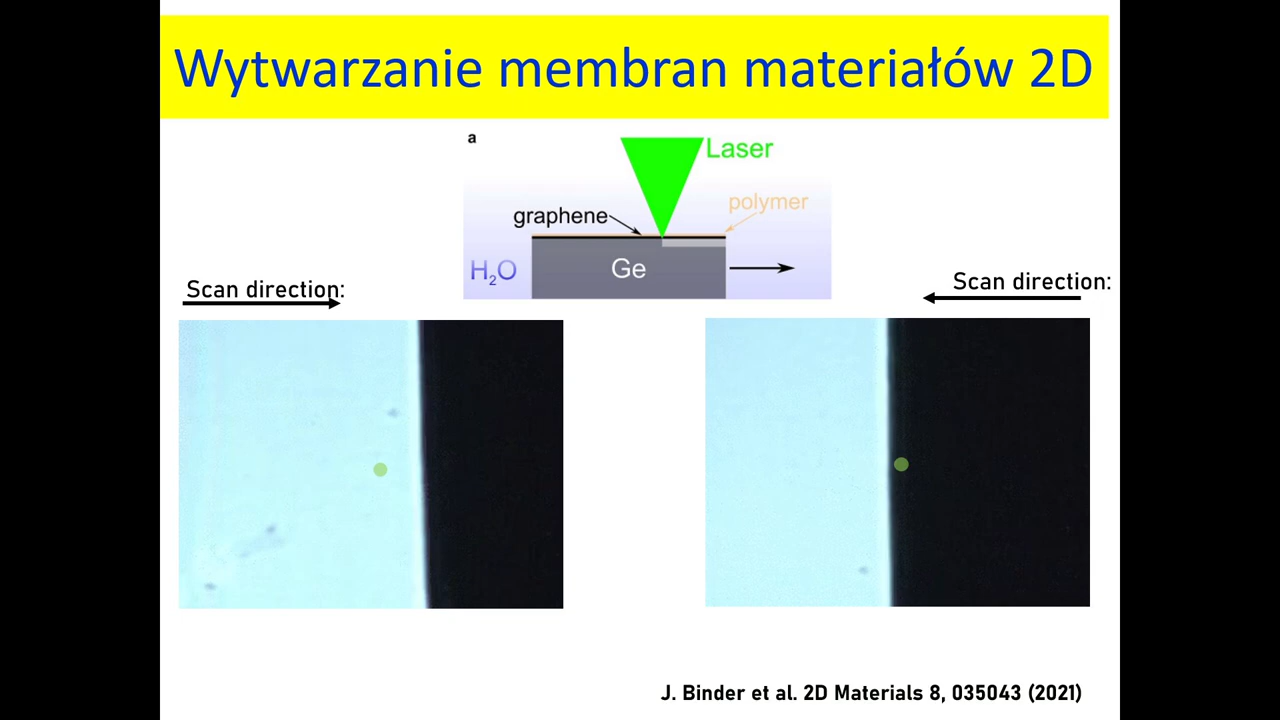 Wytwarzanie membran materiałów 2D
a
Laser
polymer
graphene
H₂O
Ge
Scan direction:
Scan direction:
J. Binder et al. 2D Materials 8, 035043 (2021)